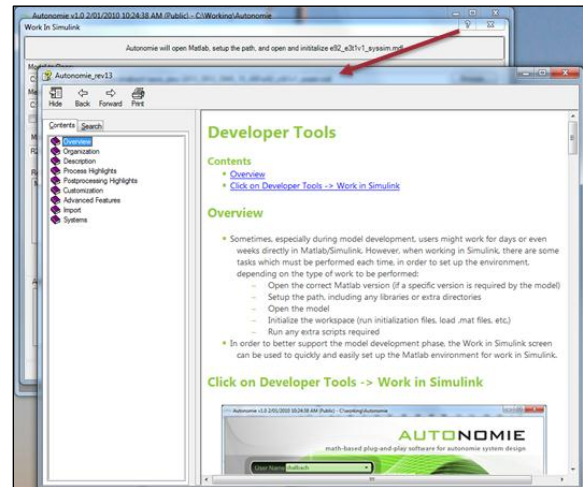 Autonomie v1.0 2/01/2010 10:24:38 AM (Public) - C:\Working\Autonomie
Work In Simulink
Autonomie will open Matlab, setup the path, and open and inititalize e92_e3t1v1_syssim.mdl
Autonomie_rev13
Hide Back Forward Print
Contents Search
Overview
Organization
Description
Process Highlights
Postprocessing Highlights
Customization
Advanced Features
Import
Systems
Developer Tools
Contents
Overview
Click on Developer Tools -> Work in Simulink
Overview
Sometimes, especially during model development, users might work for days or even
weeks directly in Matlab/Simulink. However, when working in Simulink, there are some
tasks which must be performed each time, in order to set up the environment,
depending on the type of work to be performed:
– Open the correct Matlab version (if a specific version is required by the model)
– Setup the path, including any libraries or extra directories
– Open the model
– Initialize the workspace (run initialization files, load .mat files, etc,)
– Run any extra scripts required
In order to better support the model development phase, the Work in Simulink screen
can be used to quickly and easily set up the Matlab environment for work in Simulink.
Click on Developer Tools -> Work in Simulink
Autonomie v1.0 2/01/2010 10:24:38 AM (Public) - C:\working\autonomie
AUTONOMIE
math-based plug-and-play software for autonomie system design
User Name